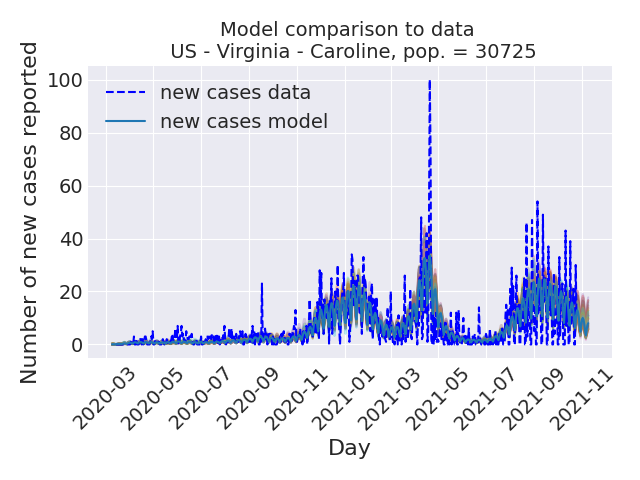 Model comparison to data
US - Virginia - Caroline, pop. = 30725
Number of new cases reported
100
80
60
40
20
0
new cases data
new cases model
2020-03
2020-05
2020-07
2020-09
2020-11
2021-01
2021-03
2021-05
2021-07
2021-09
2021-11
Day